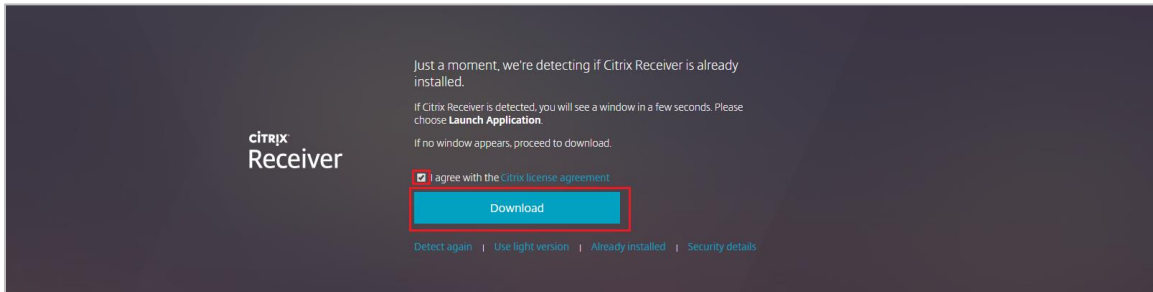 Just a moment, we're detecting if Citrix Receiver is already
installed.
If Citrix Receiver is detected, you will see a window in a few seconds. Please
choose Launch Application.
If no window appears, proceed to download.
CİTRIX
Receiver
I agree with the Citrix license agreement
Download
Detect again | Use light version | Already installed | Security details